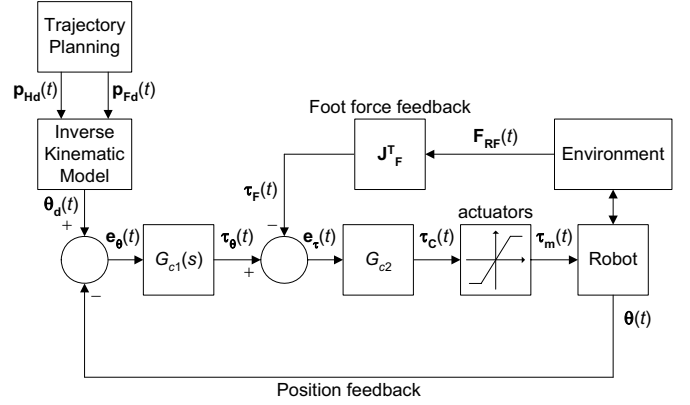 Trajectory
Planning
p_Hd(t)
p_Fd(t)
Inverse
Kinematic
Model
θ_d(t)
+
−
e_θ(t)
G_c1(s)
τ_θ(t)
+
−
τ_F(t)
Foot force feedback
J^T_F
F_RF(t)
Environment
e_τ(t)
G_c2
τ_C(t)
actuators
τ_m(t)
Robot
θ(t)
Position feedback